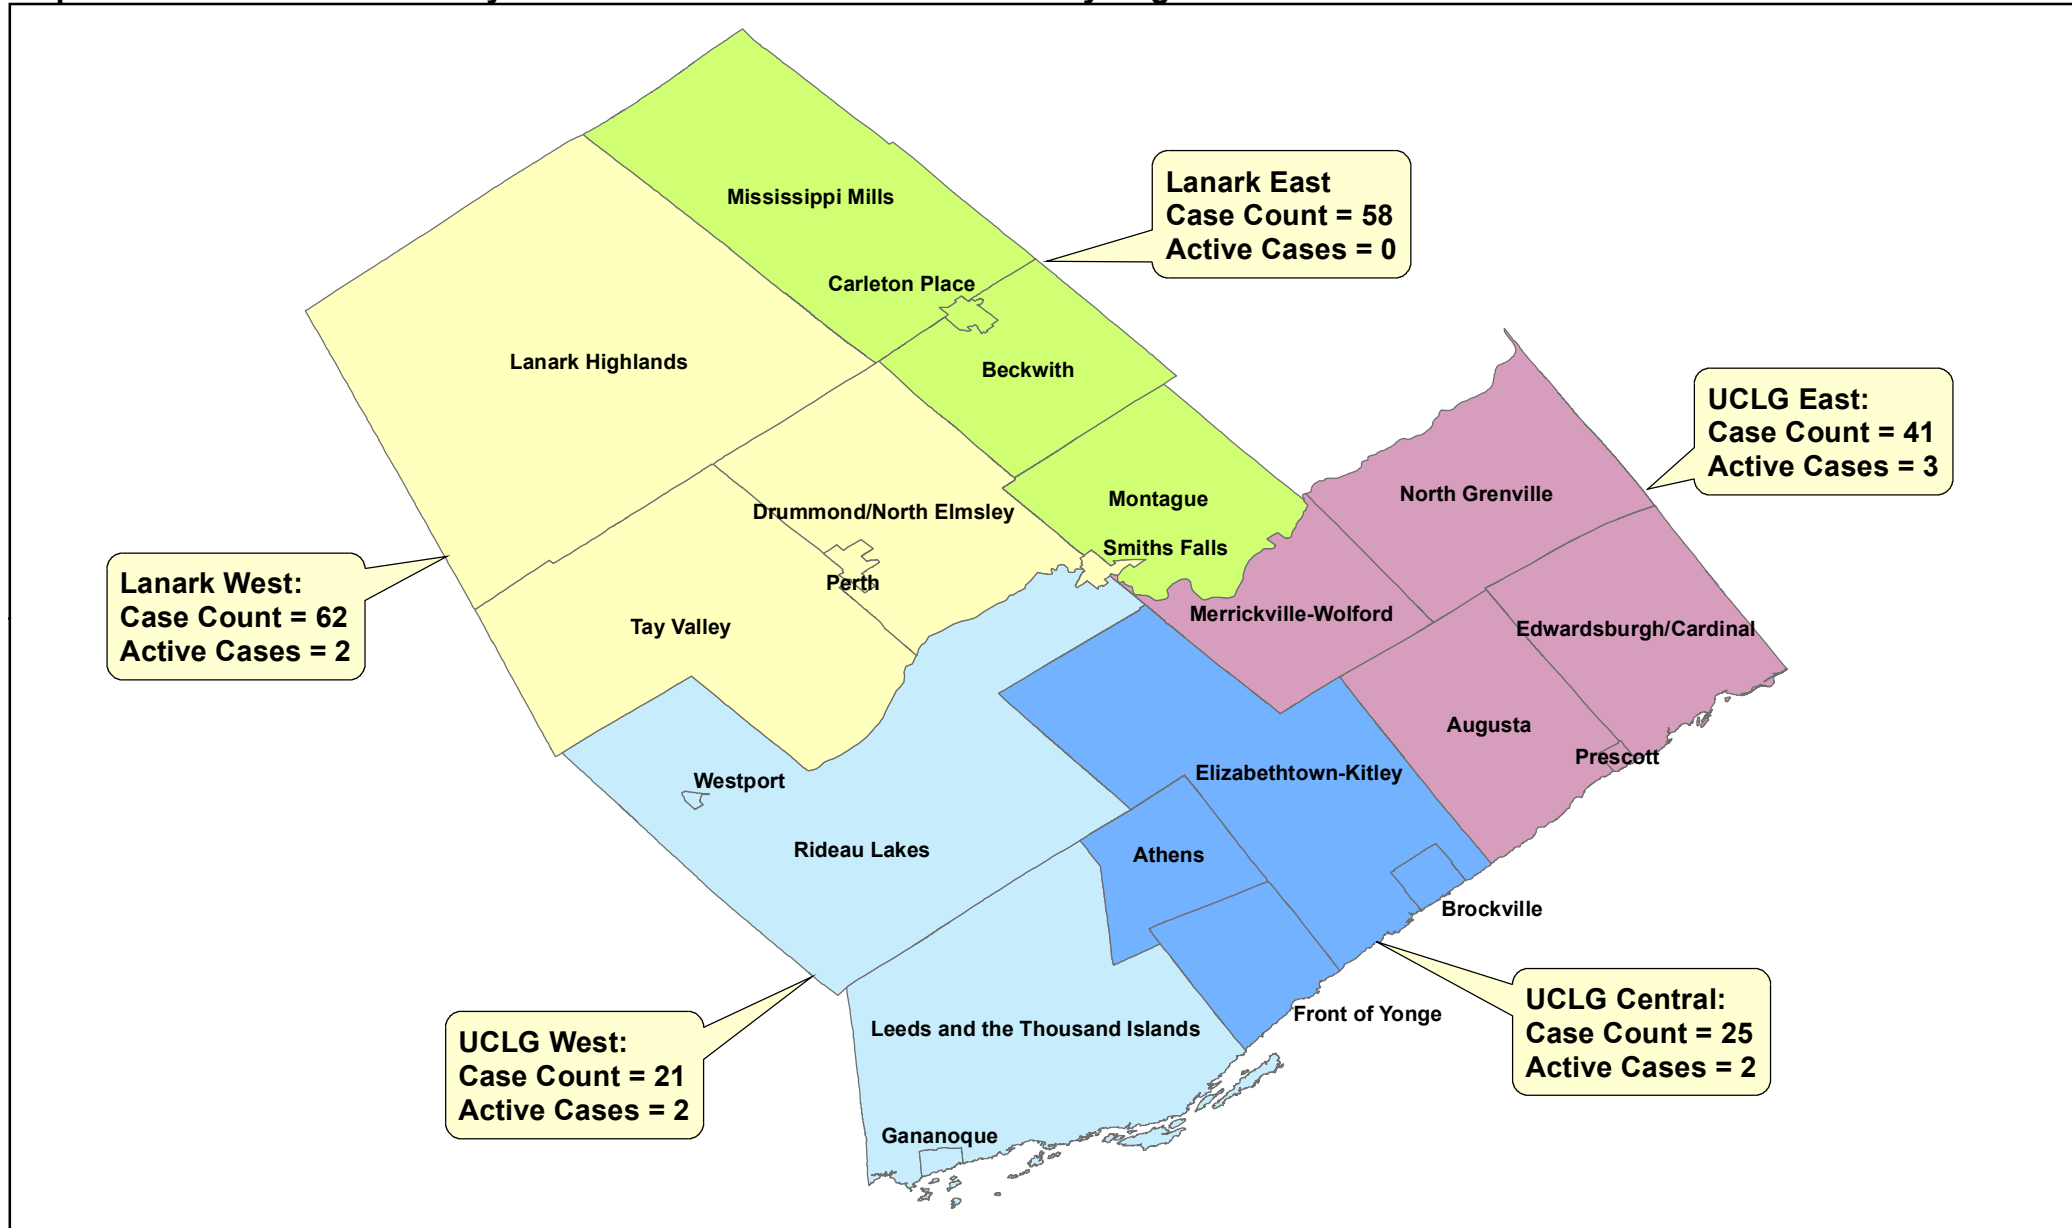 Mississippi Mills
Lanark East
Case Count = 58
Active Cases = 0
Carleton Place
Lanark Highlands
Beckwith
UCLG East:
Case Count = 41
Active Cases = 3
North Grenville
Montague
Drummond/North Elmsley
Smiths Falls
Perth
Lanark West:
Case Count = 62
Active Cases = 2
Tay Valley
Merrickville-Wolford
Edwardsburgh/Cardinal
Augusta
Prescott
Westport
Elizabethtown-Kitley
Rideau Lakes
Athens
Brockville
UCLG Central:
Case Count = 25
Active Cases = 2
Front of Yonge
Leeds and the Thousand Islands
UCLG West:
Case Count = 21
Active Cases = 2
Gananoque